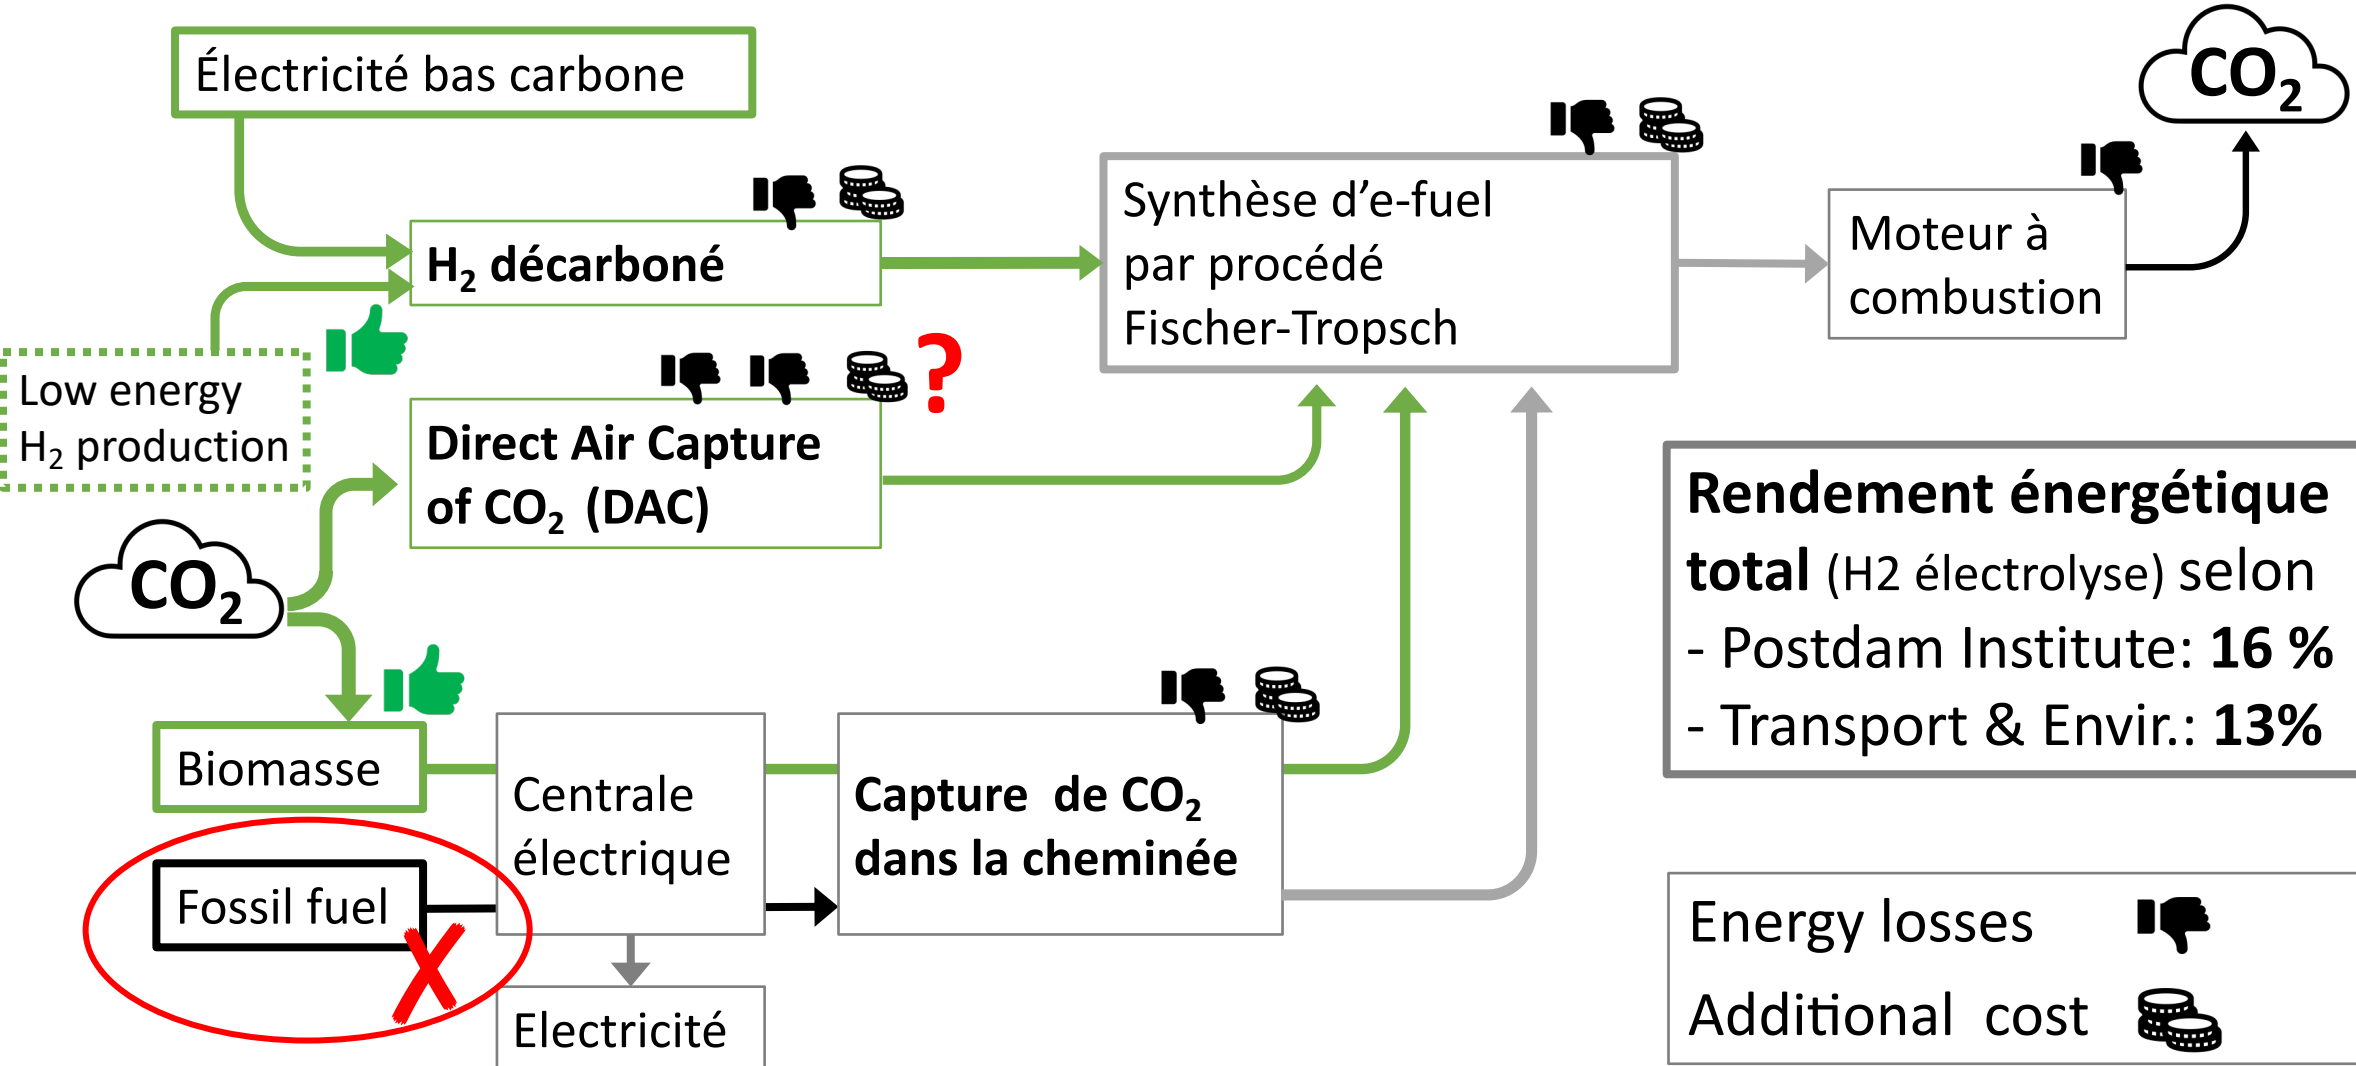 Électricité bas carbone
CO₂
H₂ décarboné
Synthèse d’e-fuel
par procédé
Fischer-Tropsch
Moteur à
combustion
Low energy
H₂ production
?
Direct Air Capture
of CO₂ (DAC)
CO₂
Rendement énergétique
total (H2 électrolyse) selon
- Postdam Institute: 16 %
- Transport & Envir.: 13%
Biomasse
Centrale
électrique
Capture de CO₂
dans la cheminée
Fossil fuel
Electricité
Energy losses
Additional cost